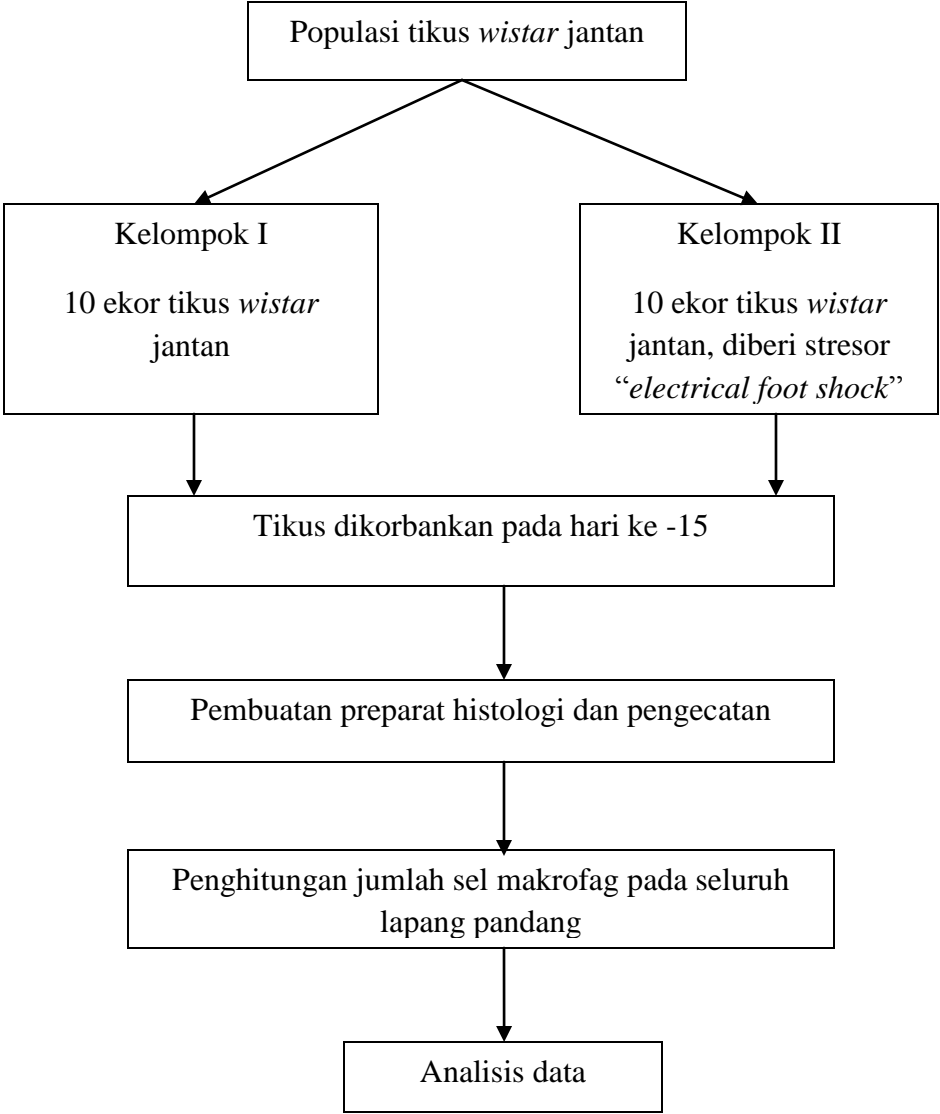 Populasi tikus wistar jantan
Kelompok I
10 ekor tikus wistar
jantan
Kelompok II
10 ekor tikus wistar
jantan, diberi stresor
“electrical foot shock”
Tikus dikorbankan pada hari ke -15
Pembuatan preparat histologi dan pengecatan
Penghitungan jumlah sel makrofag pada seluruh
lapang pandang
Analisis data